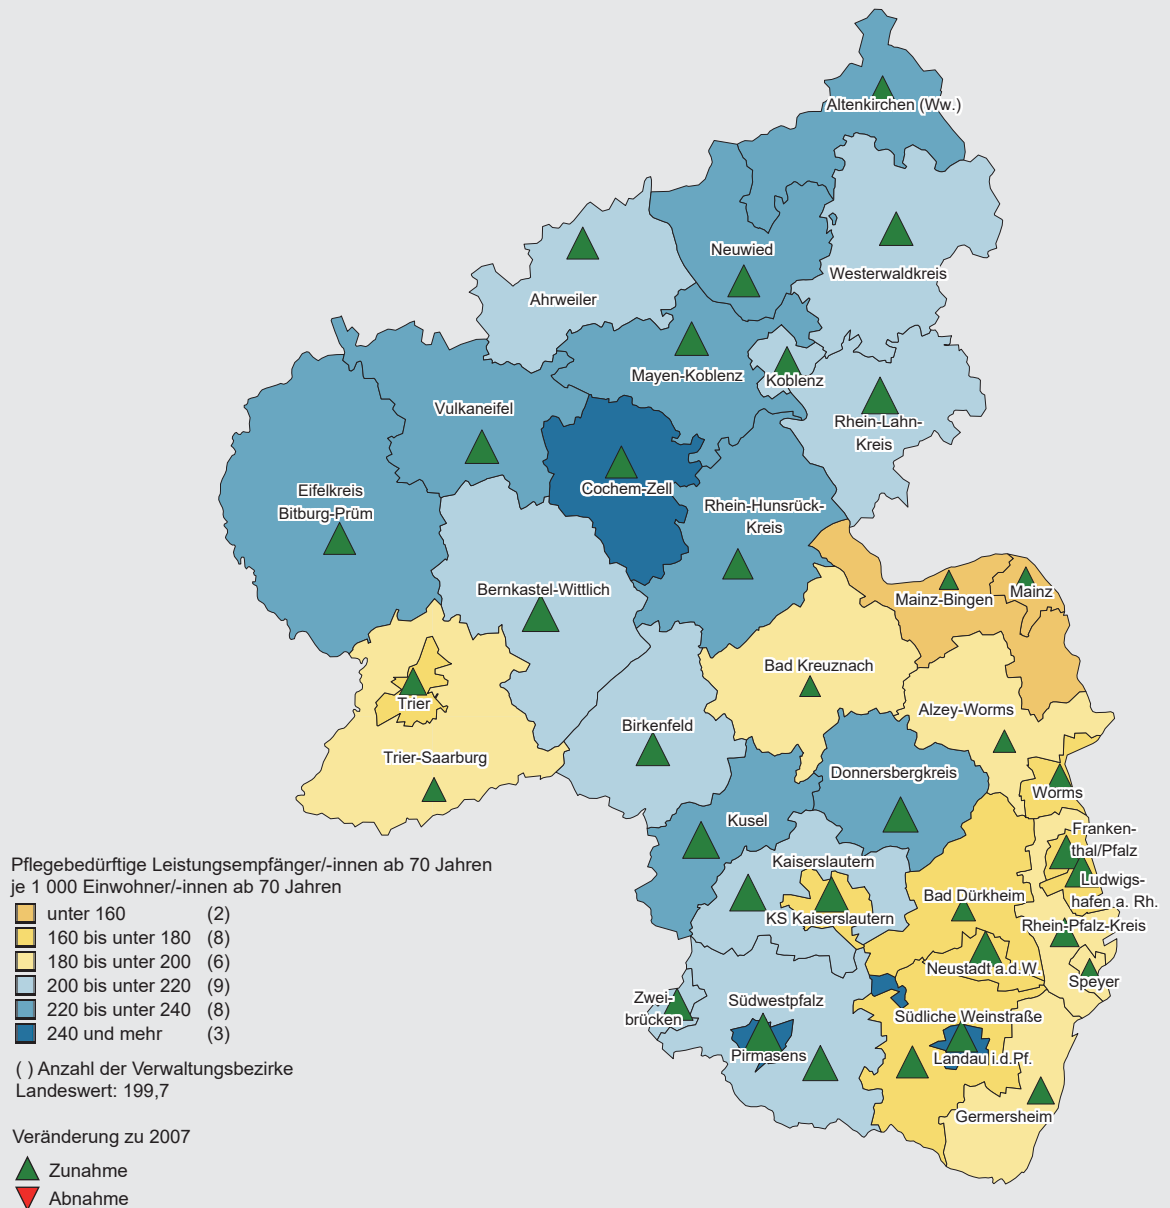 Altenkirchen (Ww.)
Neuwied
Westerwaldkreis
Ahrweiler
Mayen-Koblenz
Koblenz
Vulkaneifel
Rhein-Lahn-
Kreis
Cochem-Zell
Eifelkreis
Bitburg-Prüm
Rhein-Hunsrück-
Kreis
Bernkastel-Wittlich
Mainz-Bingen
Mainz
Bad Kreuznach
Trier
Alzey-Worms
Birkenfeld
Trier-Saarburg
Donnersbergkreis
Worms
Kusel
Franken-
thal/Pfalz
Kaiserslautern
Ludwigs-
hafen a. Rh.
Bad Dürkheim
KS Kaiserslautern
Rhein-Pfalz-Kreis
Neustadt a.d.W.
Speyer
Zwei-
brücken
Südwestpfalz
Südliche Weinstraße
Pirmasens
Landau i.d.Pf.
Germersheim
Pflegebedürftige Leistungsempfänger/-innen ab 70 Jahren
je 1 000 Einwohner/-innen ab 70 Jahren
unter 160 (2)
160 bis unter 180 (8)
180 bis unter 200 (6)
200 bis unter 220 (9)
220 bis unter 240 (8)
240 und mehr (3)
( ) Anzahl der Verwaltungsbezirke
Landeswert: 199,7
Veränderung zu 2007
Zunahme
Abnahme